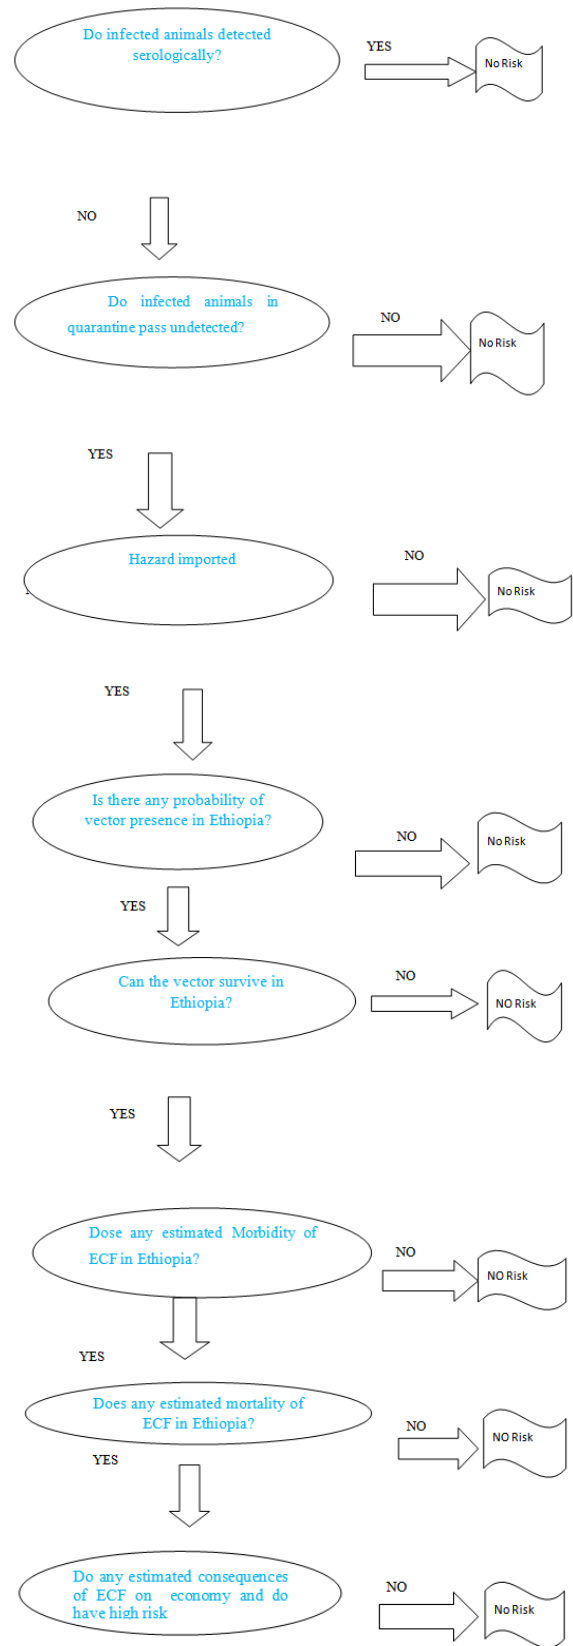 Do infected animals detected
serologically?
YES
No Risk
NO
Do infected animals in
quarantine pass undetected?
NO
No Risk
YES
Hazard imported
NO
No Risk
YES
Is there any probability of
vector presence in Ethiopia?
NO
No Risk
YES
Can the vector survive in
Ethiopia?
NO
NO Risk
YES
Dose any estimated Morbidity of
ECF in Ethiopia?
NO
NO Risk
YES
Does any estimated mortality of
ECF in Ethiopia?
NO
NO Risk
YES
Do any estimated consequences
of ECF on economy and do
have high risk
NO
No Risk